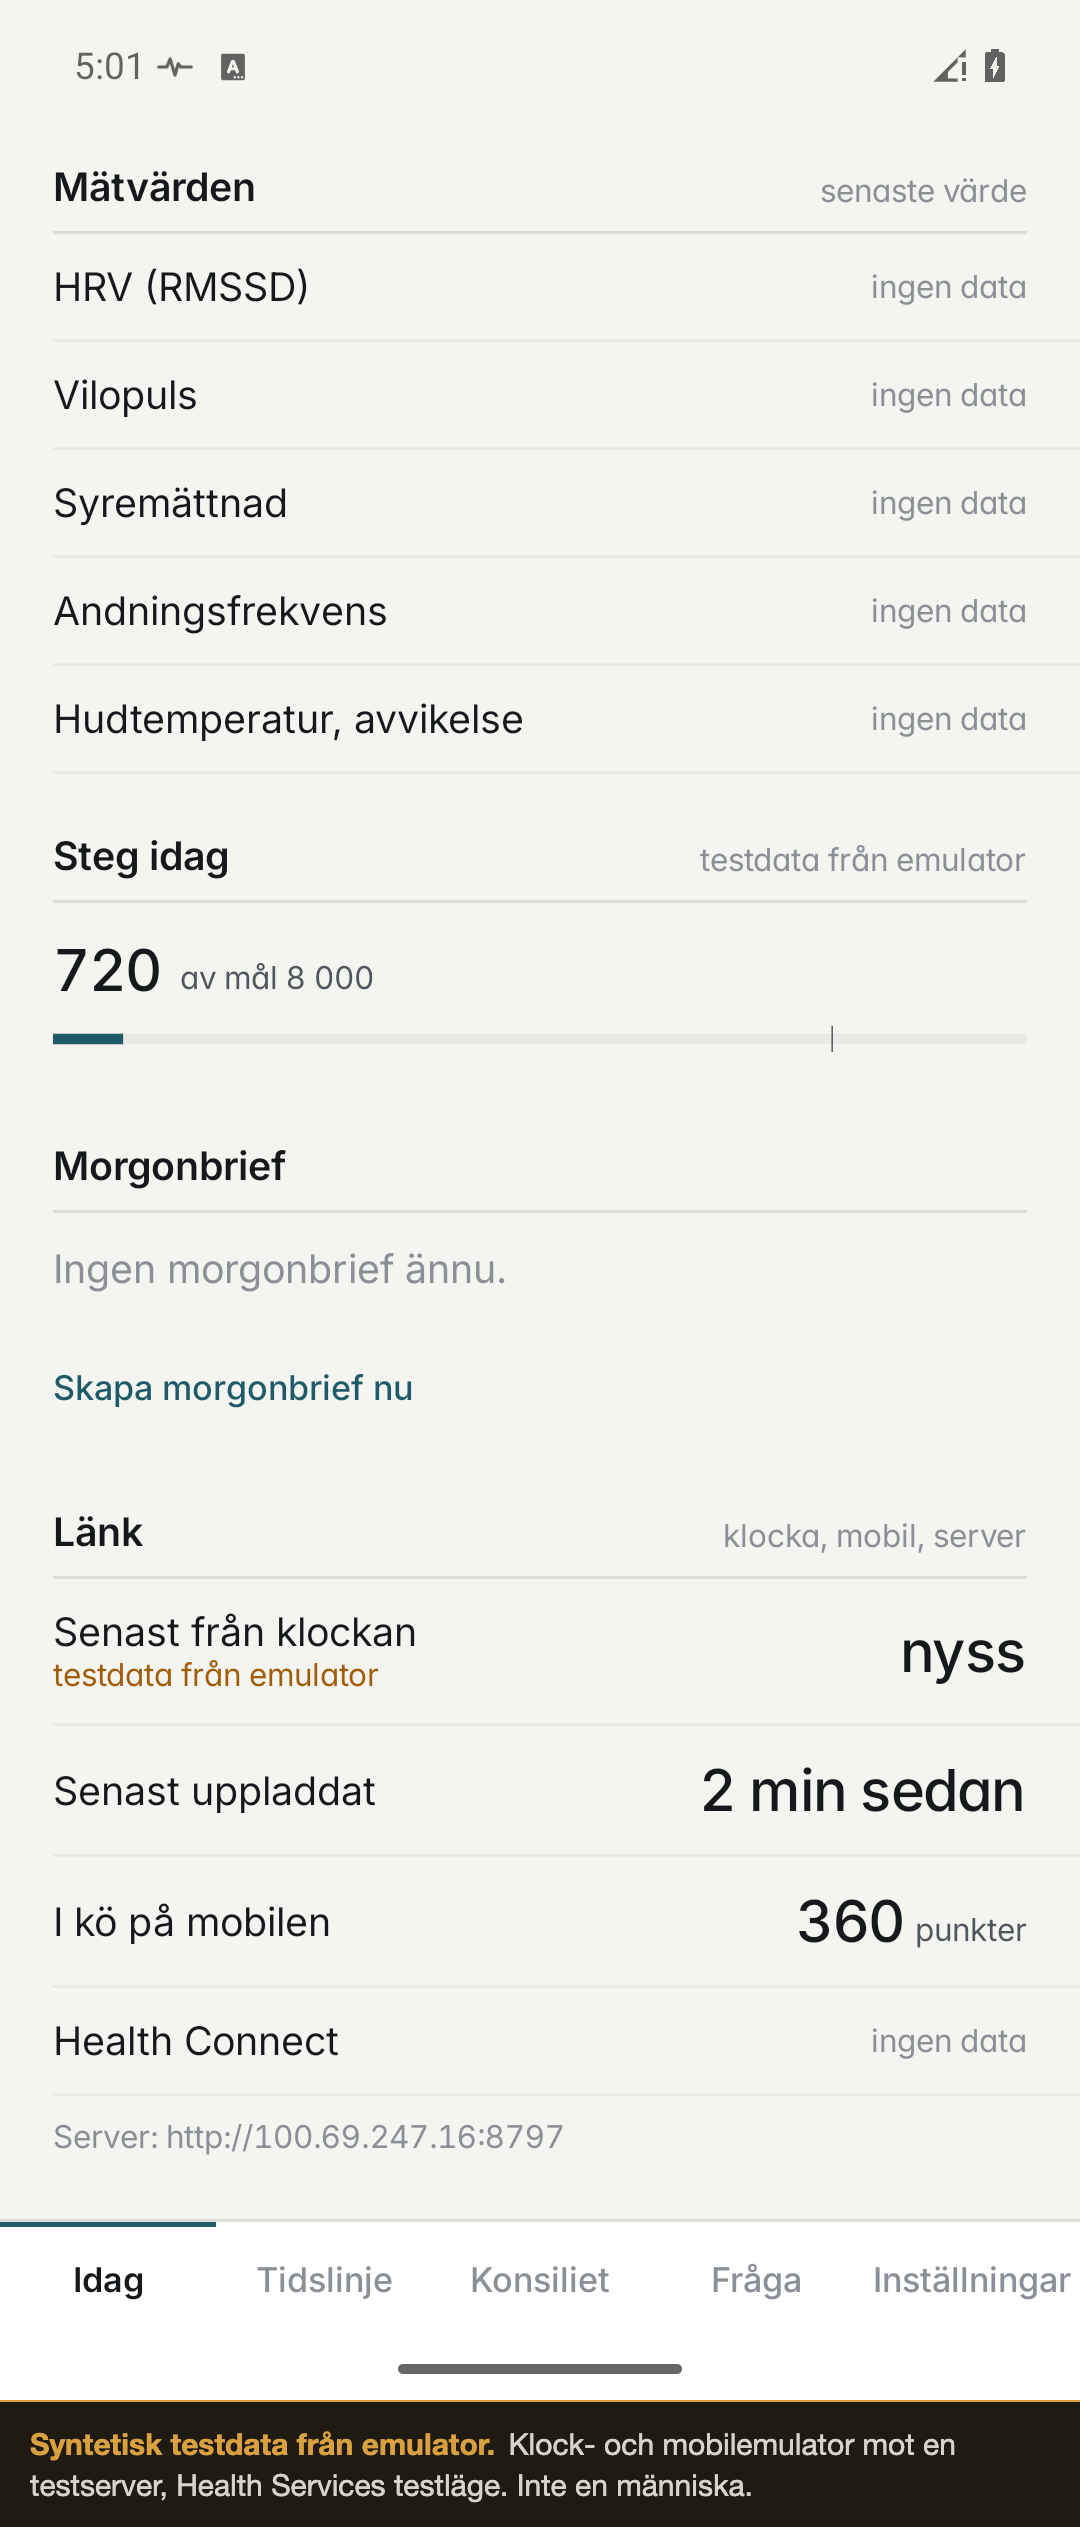 5:01
Mätvärden senaste värde
HRV (RMSSD) ingen data
Vilopuls ingen data
Syremättnad ingen data
Andningsfrekvens ingen data
Hudtemperatur, avvikelse ingen data
Steg idag testdata från emulator
720 av mål 8 000
Morgonbrief
Ingen morgonbrief ännu.
Skapa morgonbrief nu
Länk klocka, mobil, server
Senast från klockan nyss
testdata från emulator
Senast uppladdat 2 min sedan
I kö på mobilen 360 punkter
Health Connect ingen data
Server: http://100.69.247.16:8797
Idag Tidslinje Konsiliet Fråga Inställningar
Syntetisk testdata från emulator. Klock- och mobilemulator mot en
testserver, Health Services testläge. Inte en människa.